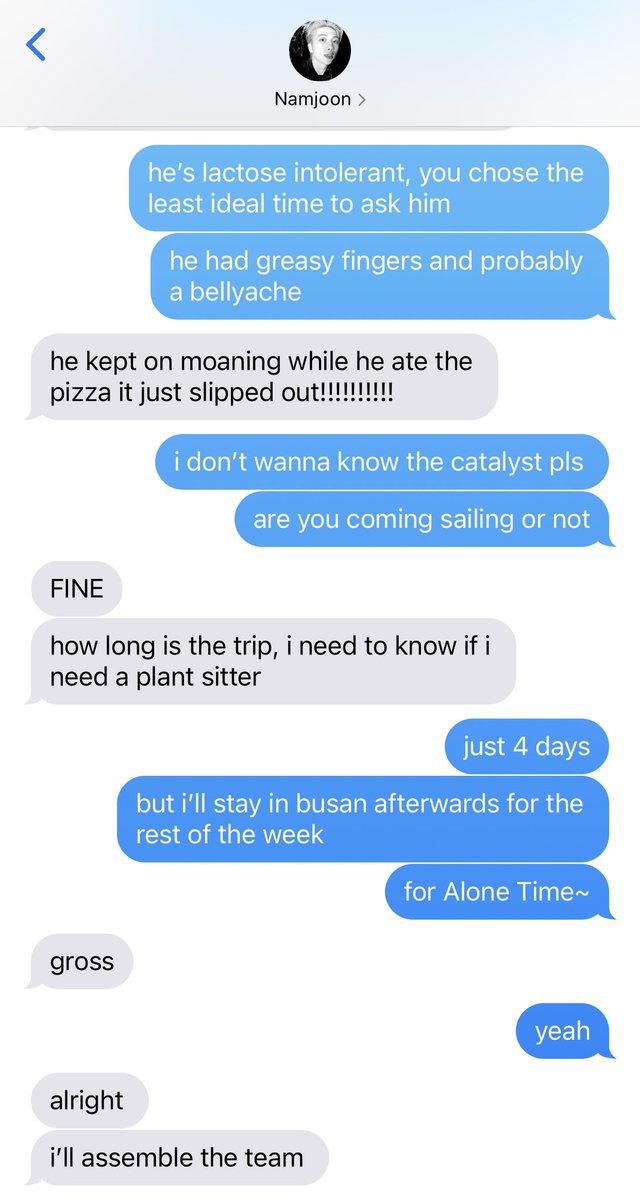 Namjoon
he’s lactose intolerant, you chose the
least ideal time to ask him
he had greasy fingers and probably
a bellyache
he kept on moaning while he ate the
pizza it just slipped out!!!!!!!!!!
i don’t wanna know the catalyst pls
are you coming sailing or not
FINE
how long is the trip, i need to know if i
need a plant sitter
just 4 days
but i’ll stay in busan afterwards for the
rest of the week
for Alone Time~
gross
yeah
alright
i’ll assemble the team